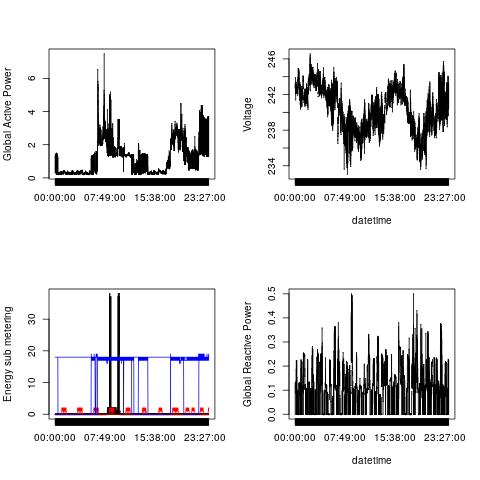 Global Active Power
0 2 4 6
00:00:00 07:49:00 15:38:00 23:27:00
Voltage
234 238 242 246
00:00:00 07:49:00 15:38:00 23:27:00
datetime
Energy sub metering
0 10 20 30
00:00:00 07:49:00 15:38:00 23:27:00
Global Reactive Power
0.0 0.1 0.2 0.3 0.4 0.5
00:00:00 07:49:00 15:38:00 23:27:00
datetime